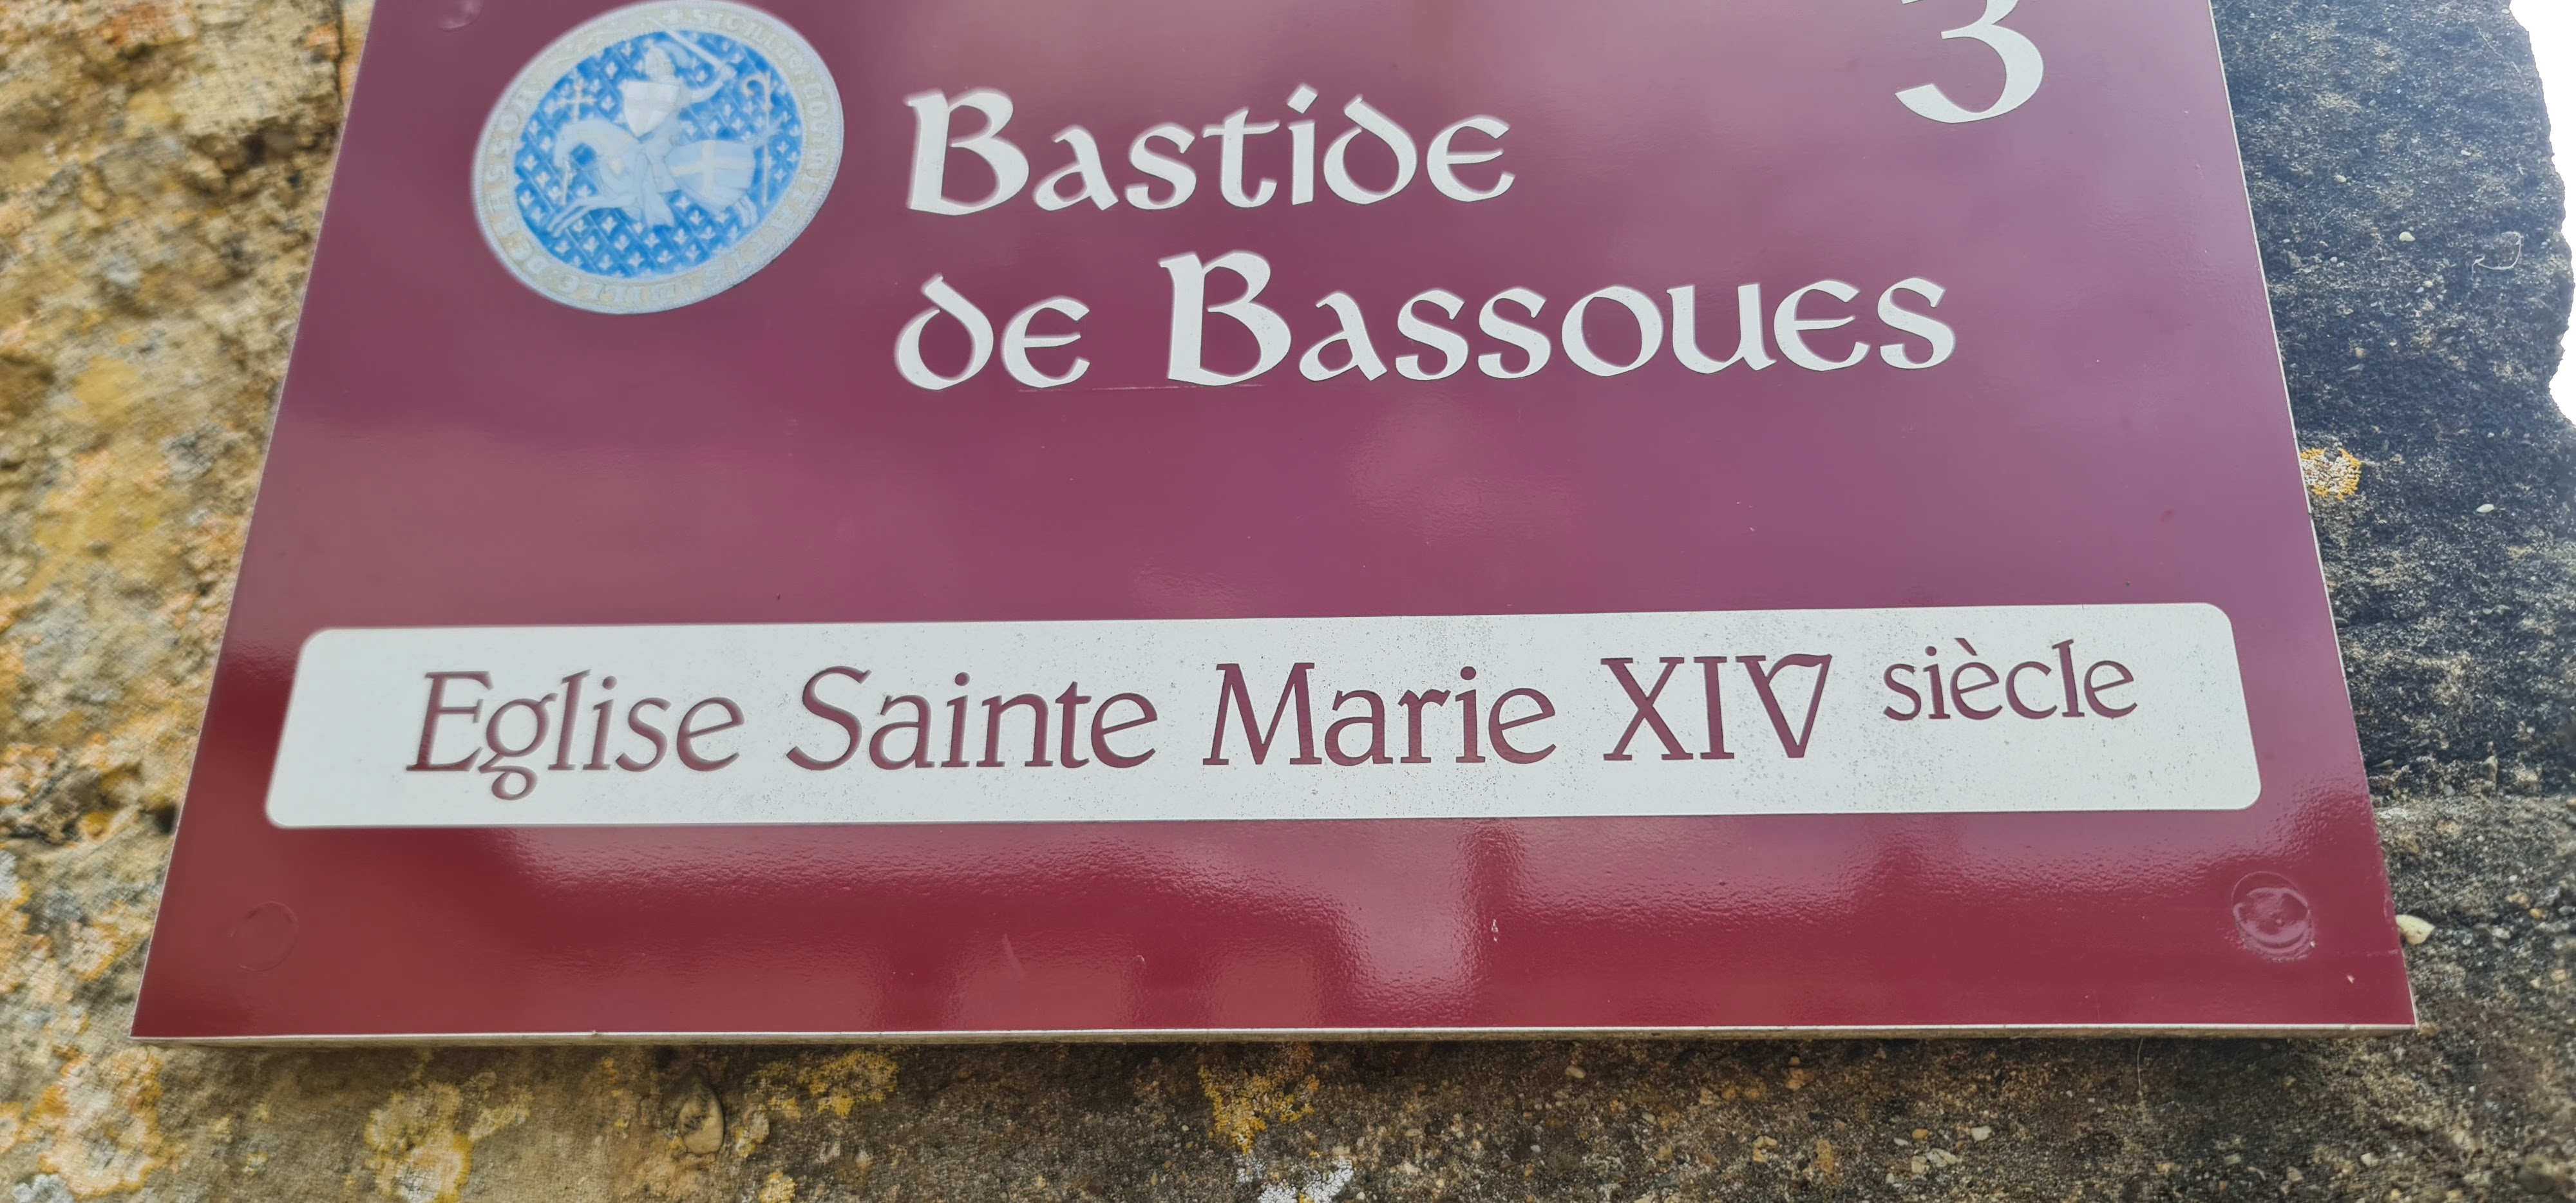 3
Bastide
de Bassoues
Eglise Sainte Marie XIV siècle